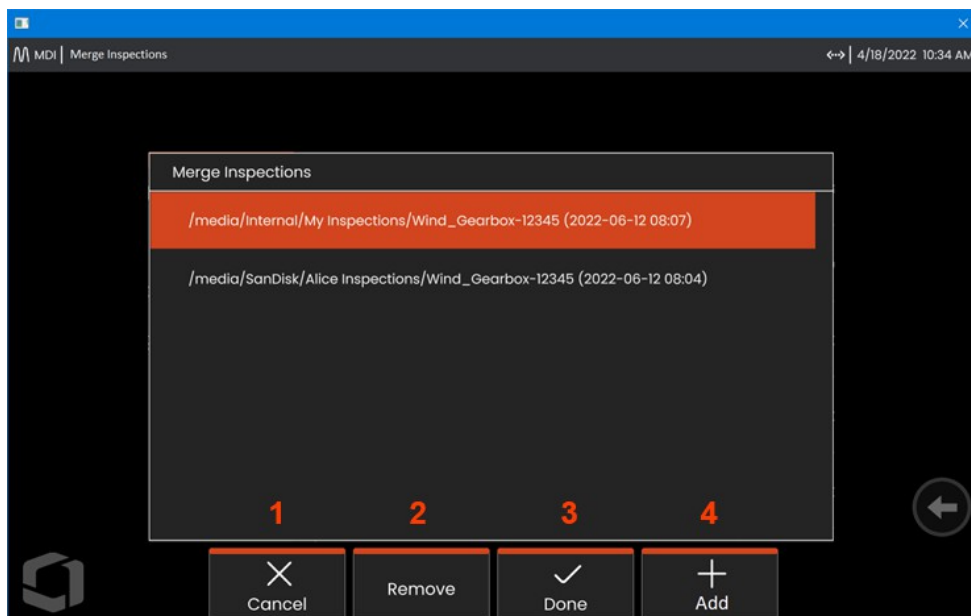 MDI | Merge Inspections
4/18/2022 10:34 AM
Merge Inspections
/media/Internal/My Inspections/Wind_Gearbox-12345 (2022-06-12 08:07)
/media/SanDisk/Alice Inspections/Wind_Gearbox-12345 (2022-06-12 08:04)
1 2 3 4
Cancel Remove Done Add